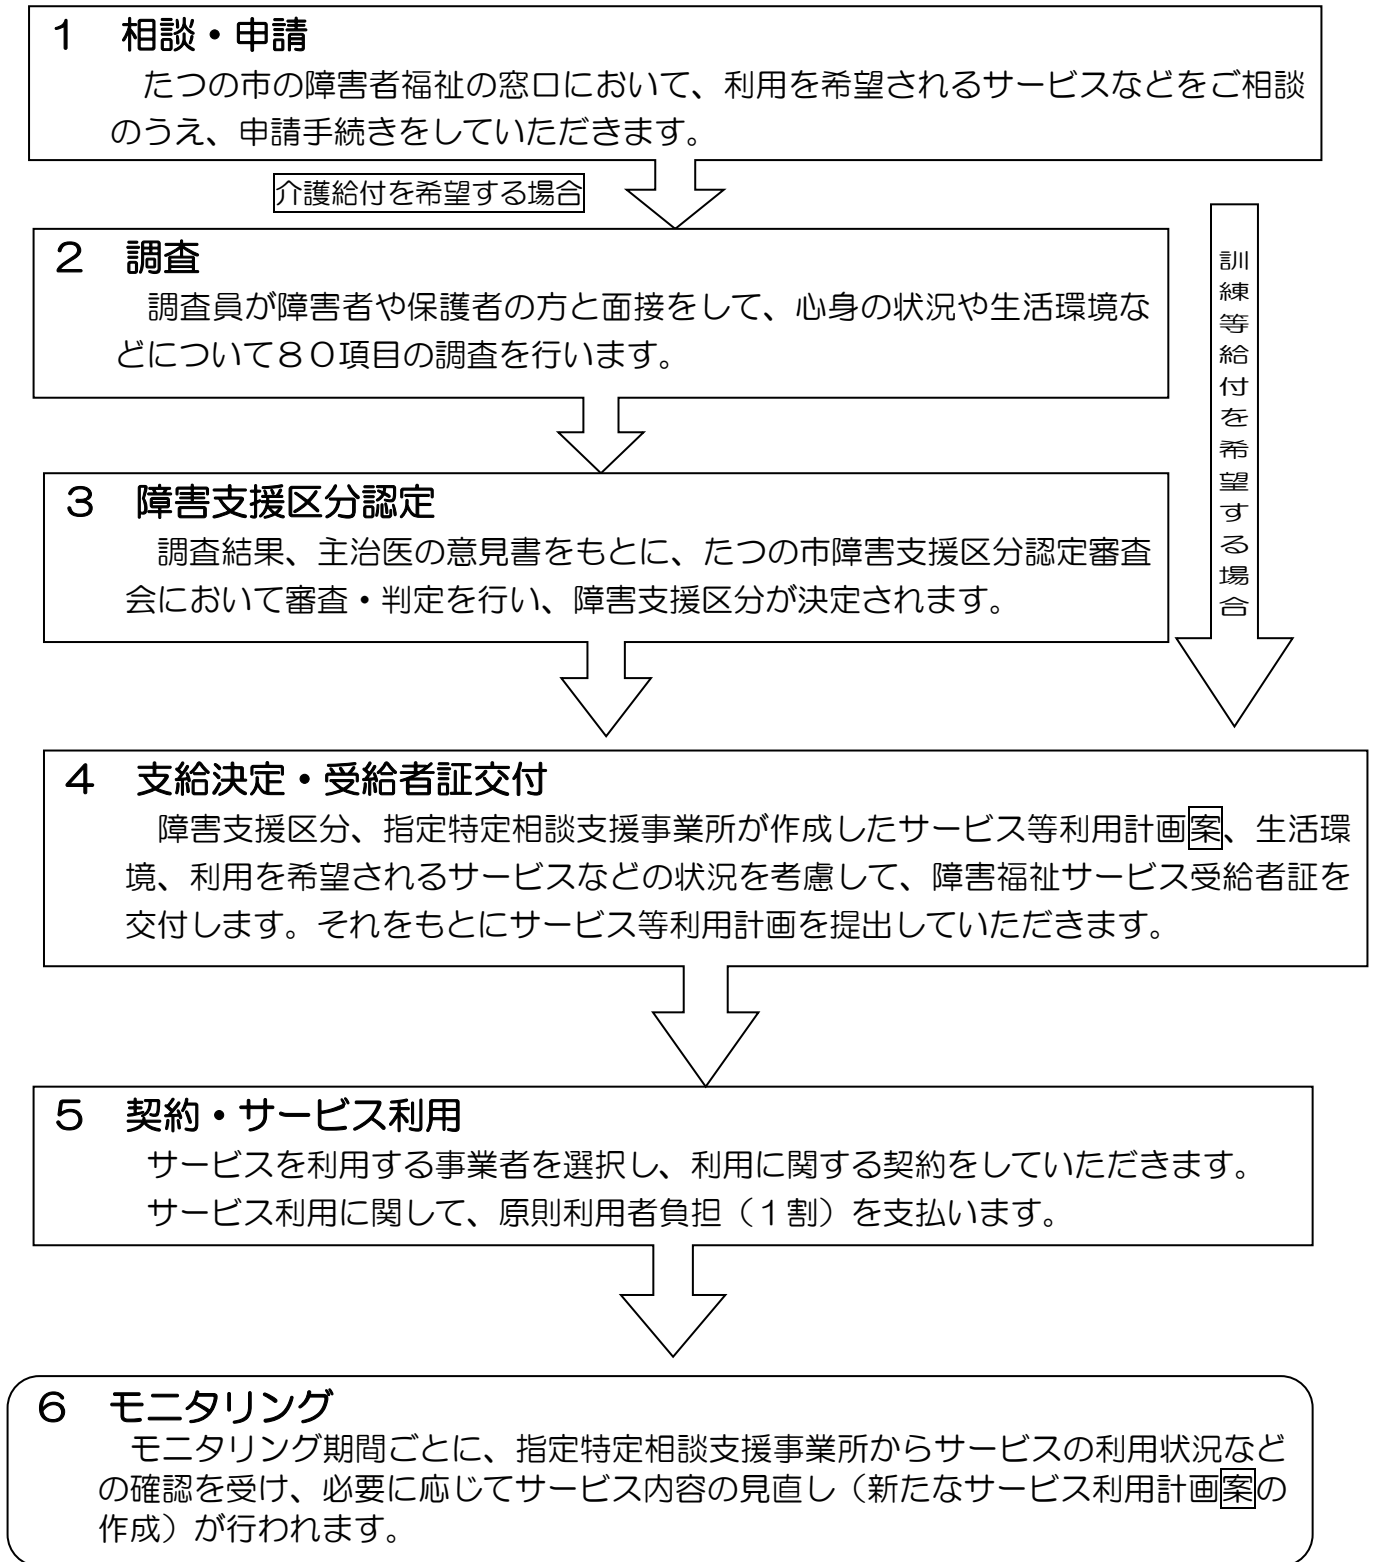 １　相談・申請
たつの市の障害者福祉の窓口において、利用を希望されるサービスなどをご相談
のうえ、申請手続きをしていただきます。
介護給付を希望する場合
２　調査
調査員が障害者や保護者の方と面接をして、心身の状況や生活環境な
どについて８０項目の調査を行います。
訓練等給付を希望する場合
３　障害支援区分認定
調査結果、主治医の意見書をもとに、たつの市障害支援区分認定審査
会において審査・判定を行い、障害支援区分が決定されます。
４　支給決定・受給者証交付
障害支援区分、指定特定相談支援事業所が作成したサービス等利用計画案、生活環
境、利用を希望されるサービスなどの状況を考慮して、障害福祉サービス受給者証を
交付します。それをもとにサービス等利用計画を提出していただきます。
５　契約・サービス利用
サービスを利用する事業者を選択し、利用に関する契約をしていただきます。
サービス利用に関して、原則利用者負担（１割）を支払います。
６　モニタリング
モニタリング期間ごとに、指定特定相談支援事業所からサービスの利用状況など
の確認を受け、必要に応じてサービス内容の見直し（新たなサービス利用計画案の
作成）が行われます。